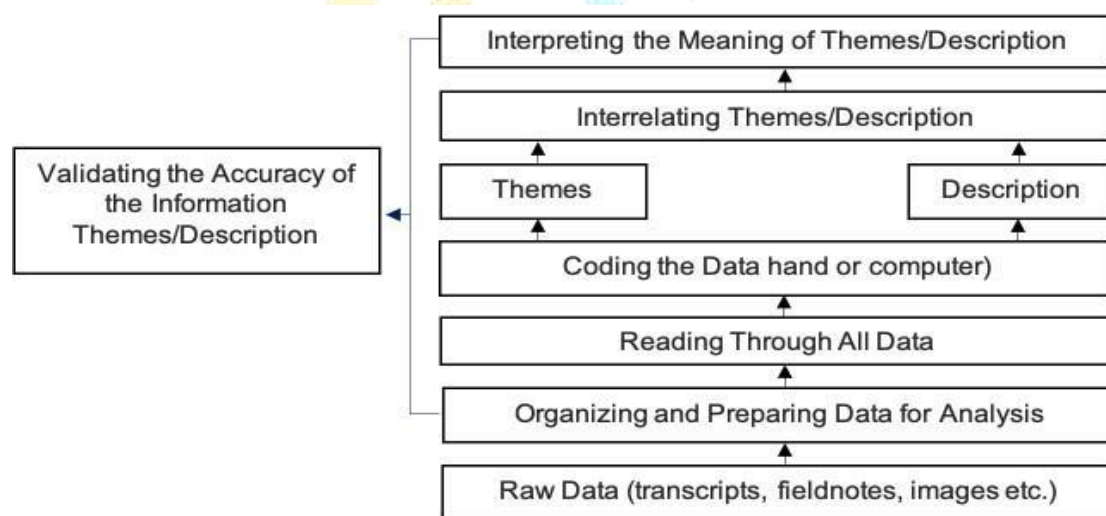 Interpreting the Meaning of Themes/Description
Interrelating Themes/Description
Validating the Accuracy of
the Information
Themes/Description
Themes
Description
Coding the Data hand or computer)
Reading Through All Data
Organizing and Preparing Data for Analysis
Raw Data (transcripts, fieldnotes, images etc.)